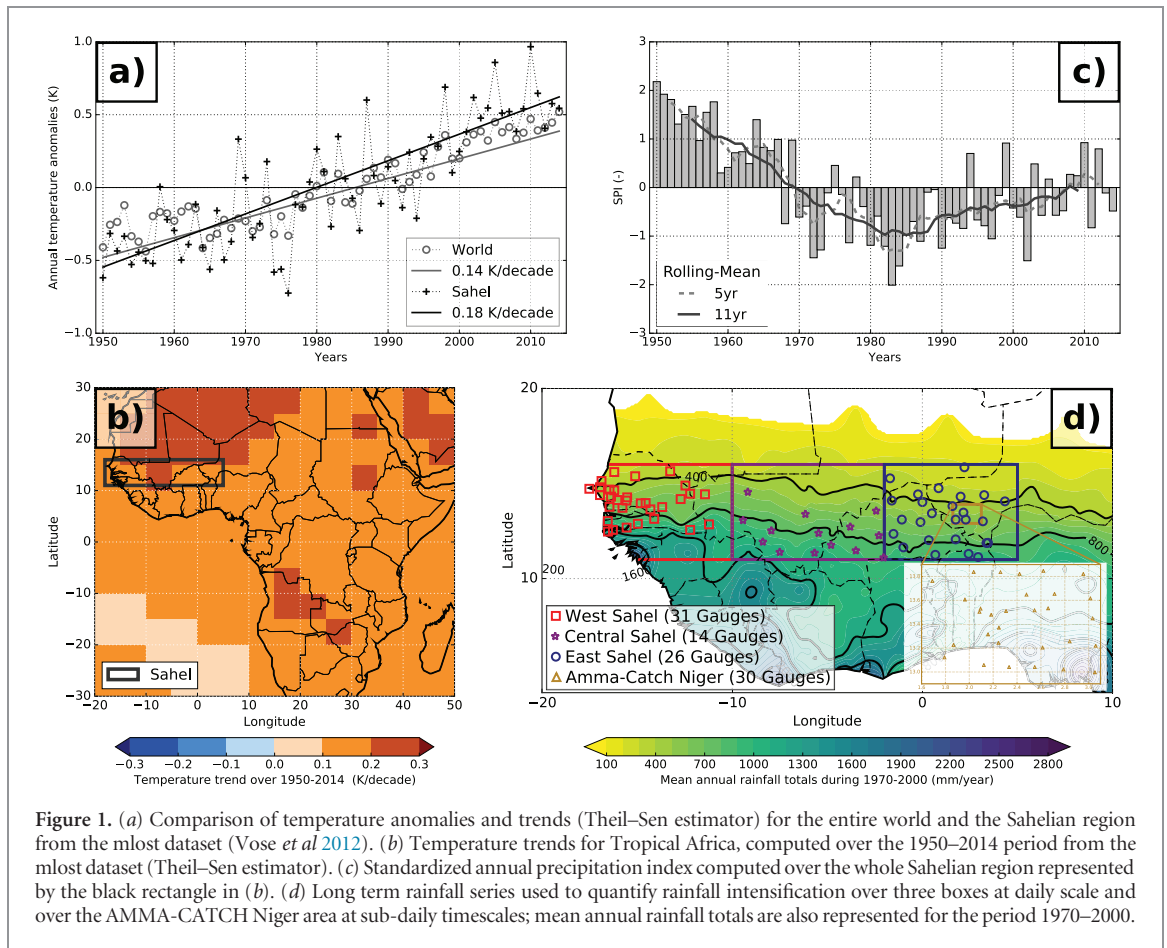 a)
1.0
0.5
0.0
−0.5
−1.0
Annual temperature anomalies (K)
World
0.14 K/decade
Sahel
0.18 K/decade
1950 1960 1970 1980 1990 2000 2010
Years
c)
3
2
1
0
−1
−2
−3
SPI (-)
Rolling-Mean
5yr
11yr
1950 1960 1970 1980 1990 2000 2010
Years
b)
30
20
10
0
−10
−20
−30
Latitude
Sahel
−20 −10 0 10 20 30 40 50
Longitude
−0.3 −0.2 −0.1 0.0 0.1 0.2 0.3
Temperature trend over 1950-2014 (K/decade)
d)
20
10
Latitude
400
800
1600
200
West Sahel (31 Gauges)
Central Sahel (14 Gauges)
East Sahel (26 Gauges)
Amma-Catch Niger (30 Gauges)
−20 −10 0 10
Longitude
100 400 700 1000 1300 1600 1900 2200 2500 2800
Mean annual rainfall totals during 1970-2000 (mm/year)
Figure 1. (a) Comparison of temperature anomalies and trends (Theil–Sen estimator) for the entire world and the Sahelian region
from the mlost dataset (Vose et al 2012). (b) Temperature trends for Tropical Africa, computed over the 1950–2014 period from the
mlost dataset (Theil–Sen estimator). (c) Standardized annual precipitation index computed over the whole Sahelian region represented
by the black rectangle in (b). (d) Long term rainfall series used to quantify rainfall intensification over three boxes at daily scale and
over the AMMA-CATCH Niger area at sub-daily timescales; mean annual rainfall totals are also represented for the period 1970–2000.